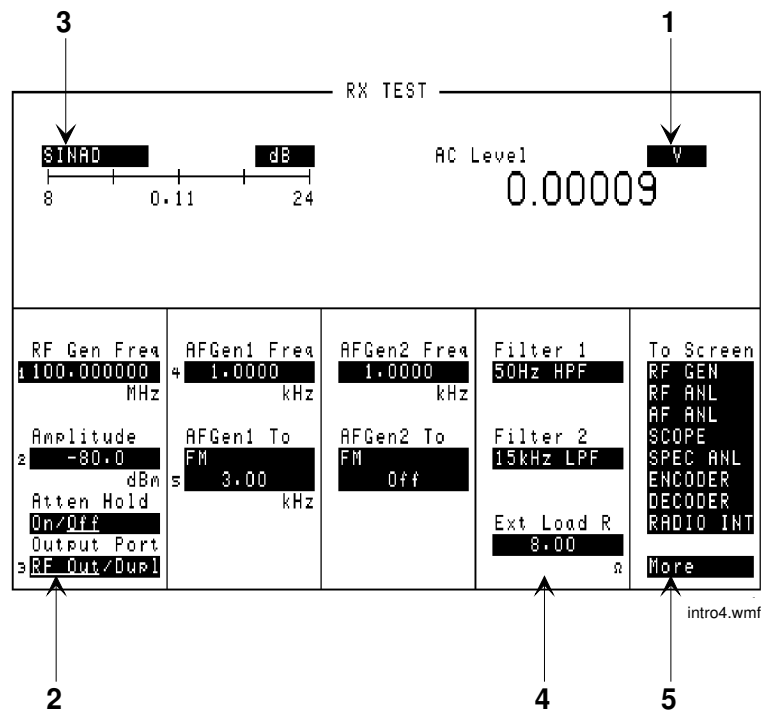 3 1
RX TEST
SINAD dB
8 0.11 24
AC Level V
0.00009
RF Gen Freq
1 100.000000
MHz
Amplitude
2 -80.0
dBm
Atten Hold
On/Off
Output Port
3 RF Out/Dupl
AFGen1 Freq
4 1.0000
kHz
AFGen1 To
FM
5 3.00
kHz
AFGen2 Freq
1.0000
kHz
AFGen2 To
FM
Off
Filter 1
50Hz HPF
Filter 2
15kHz LPF
Ext Load R
8.00
Ω
To Screen
RF GEN
RF ANL
AF ANL
SCOPE
SPEC ANL
ENCODER
DECODER
RADIO INT
More
intro4.wmf
2 4 5